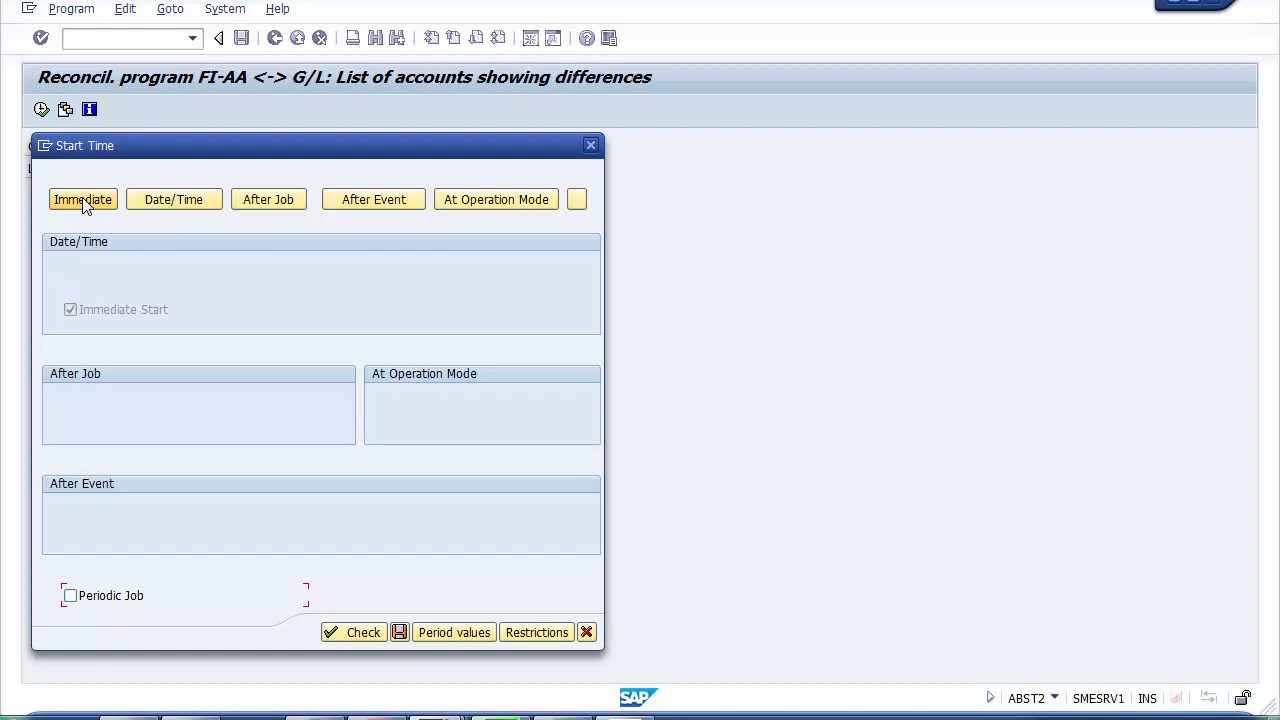 Program Edit Goto System Help
Reconcil. program FI-AA <-> G/L: List of accounts showing differences
Start Time
Immediate Date/Time After Job After Event At Operation Mode
Date/Time
Immediate Start
After Job At Operation Mode
After Event
Periodic Job
Check Period values Restrictions
SAP ABST2 SMESRV1 INS